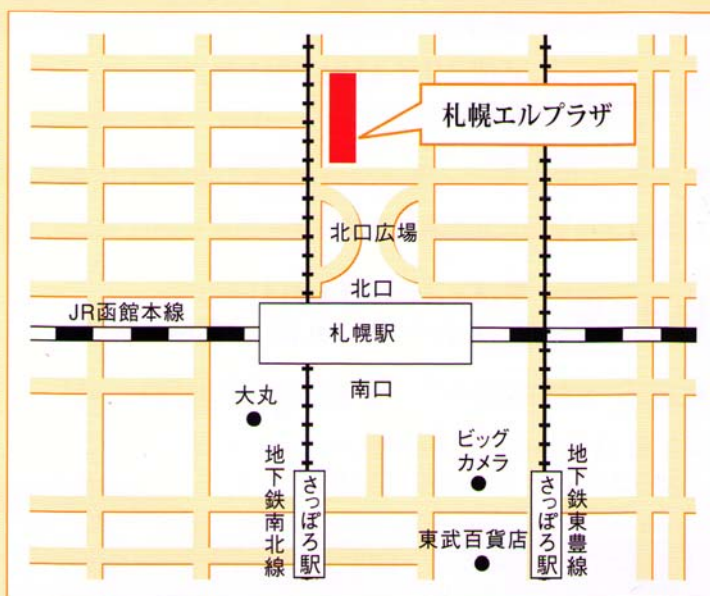 札幌エルプラザ
北口広場
北口
JR函館本線
札幌駅
南口
大丸
ビッグ
カメラ
地下鉄南北線
さっぽろ駅
東武百貨店
さっぽろ駅
地下鉄東豊線